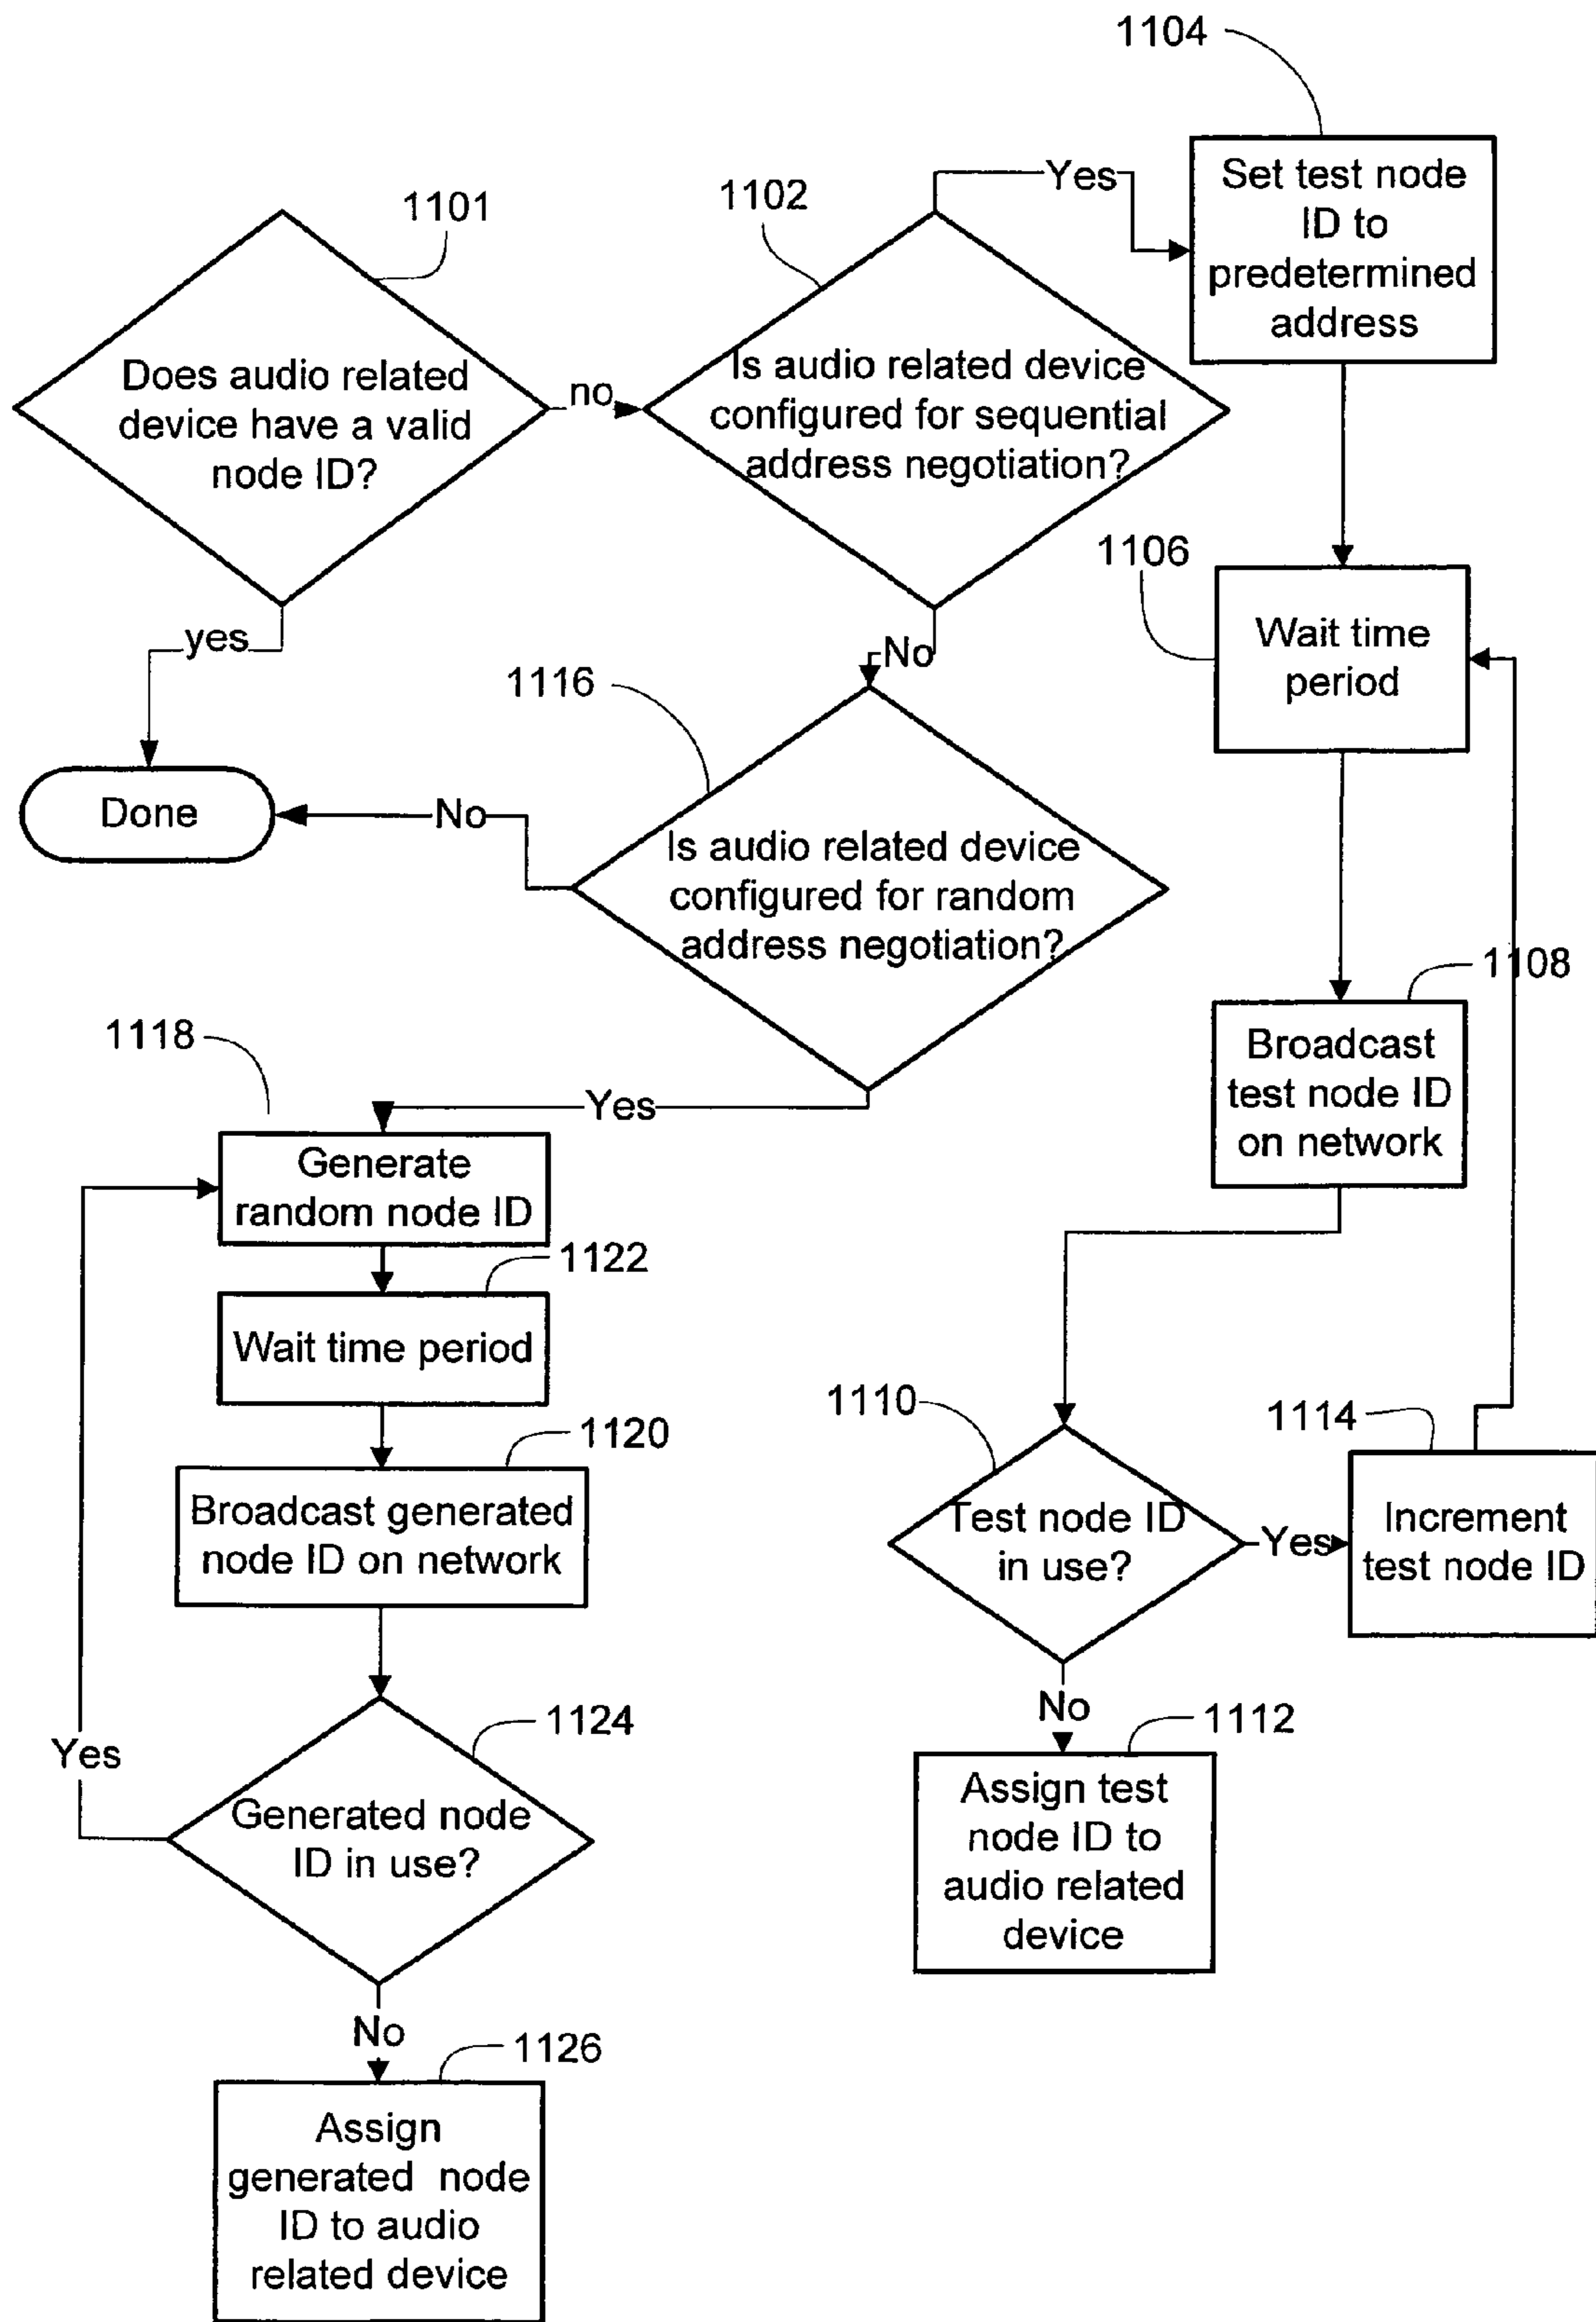 1104
Set test node
ID to
predetermined
address
Yes
1101
1102
Does audio related
device have a valid
node ID?
no
Is audio related device
configured for sequential
address negotiation?
1106
Wait time
period
yes
No
1116
Done
No
Is audio related device
configured for random
address negotiation?
1108
Broadcast
test node ID
on network
1118
Yes
Generate
random node ID
1122
Wait time period
1120
Broadcast generated
node ID on network
1110
1114
Test node ID
in use?
Yes
Increment
test node ID
No
1112
Assign test
node ID to
audio related
device
1124
Yes
Generated node
ID in use?
No
1126
Assign
generated node
ID to audio
related device